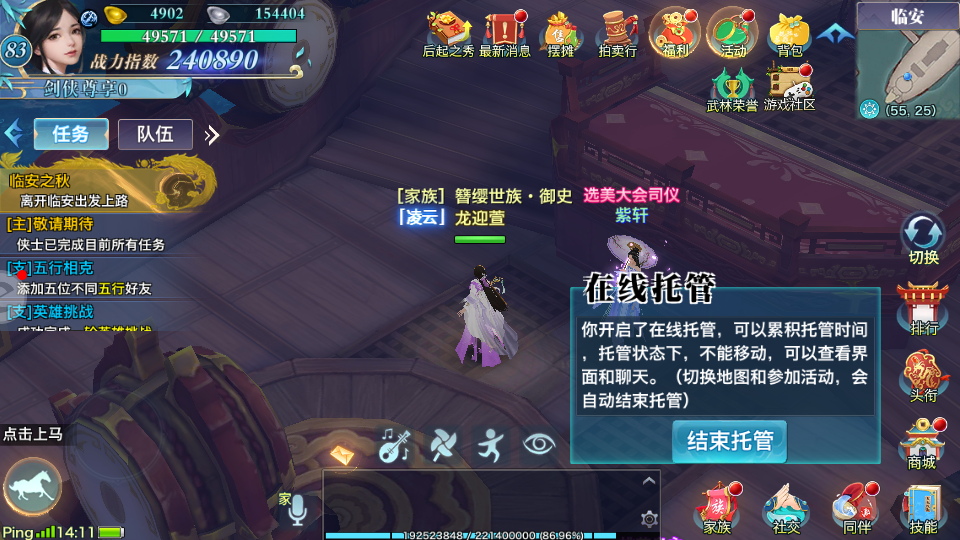 83
4902
154404
49571 / 49571
战力指数 240890
剑侠尊享0
后起之秀
最新消息
摆摊
拍卖行
福利
活动
背包
武林荣誉
游戏社区
临安
(55, 25)
任务
队伍
临安之秋
离开临安出发上路
[主]敬请期待
侠士已完成目前所有任务
[支]五行相克
添加五位不同五行好友
[支]英雄挑战
成功完成一轮英雄挑战
[家族] 簪缨世族·御史
「凌云」 龙迎萱
选美大会司仪
紫轩
切换
排行
头衔
商城
在线托管
你开启了在线托管，可以累积托管时间
，托管状态下，不能移动，可以查看界
面和聊天。（切换地图和参加活动，会
自动结束托管）
结束托管
点击上马
家
Ping
14:11
192523848 / 221400000 (86.96%)
家族
社交
同伴
技能